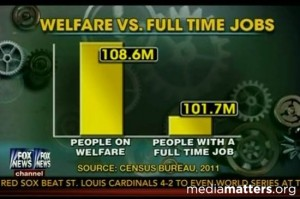 WELFARE VS. FULL TIME JOBS
108.6M
101.7M
PEOPLE ON
WELFARE
PEOPLE WITH A
FULL TIME JOB
SOURCE: CENSUS BUREAU, 2011
FOX
NEWS
FOX
NEWS
channel
RED SOX BEAT ST. LOUIS CARDINALS 4-2 TO EVEN WORLD SERIES AT
mediamatters.org